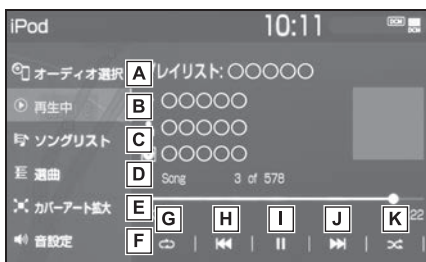 iPod 10:11 DCM DCM
オーディオ選択 A レイリスト: ○○○○○
再生中 B ○○○○○
ソングリスト C ○○○○○
○○○○○
選曲 D Song 3 of 578
カバーアート拡大 E
22
G H I J K
音設定 F